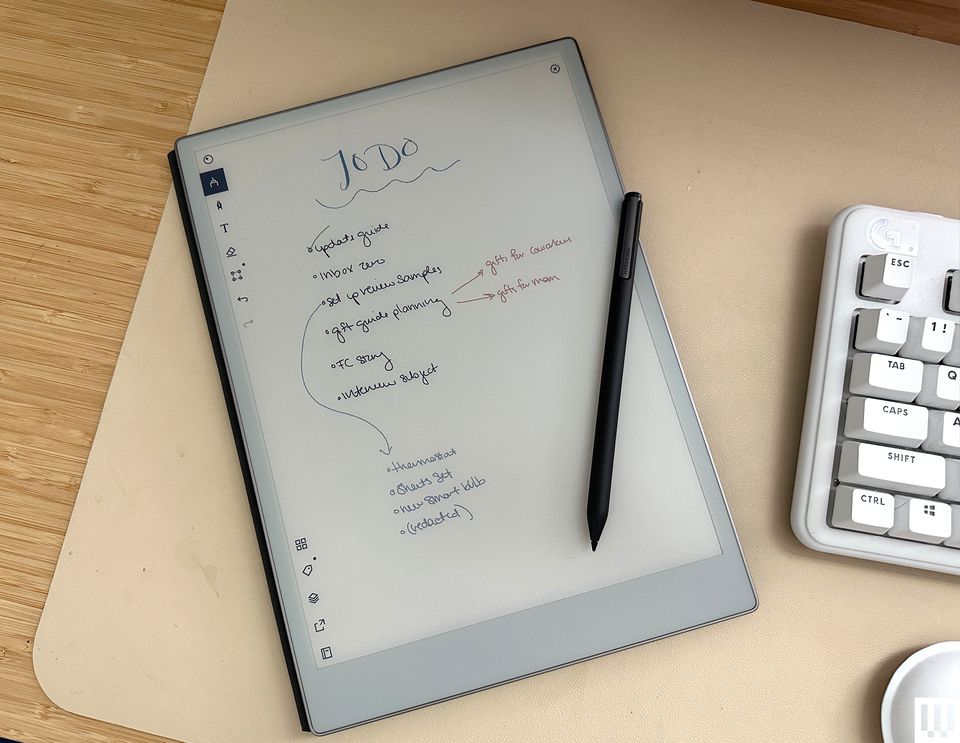 TO DO
• update guide
• inbox zero
• set up review samples
• gift guide planning
gifts for coworkers
gifts for mom
• FC story
• interview subject
• thermostat
• sheets set
• new smart bulb
• (redacted)
T
G
ESC
` ~
1 !
TAB
Q
CAPS
A
SHIFT
CTRL